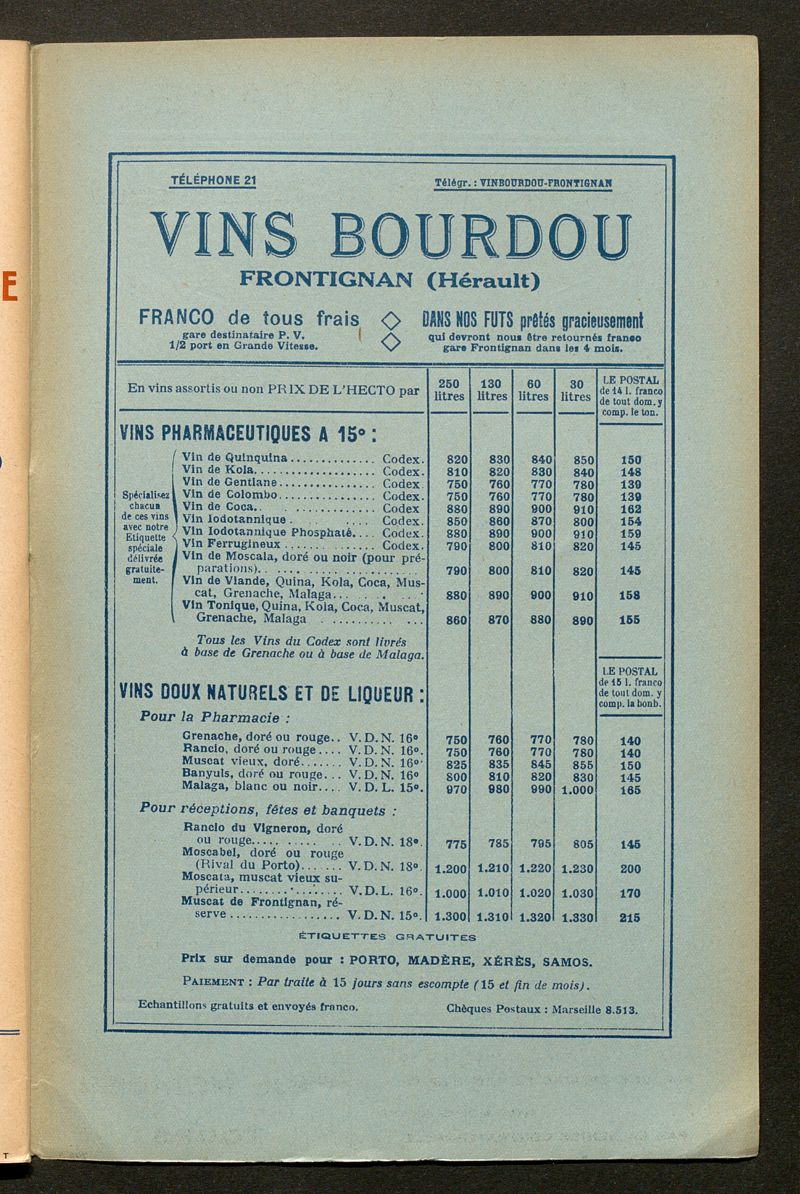 TÉLÉPHONE 21 Télégr. : VINBOURDOU-FRONTIGNAN
VINS BOURDOU
FRONTIGNAN (Hérault)
FRANCO de tous frais
gare destinataire P. V.
1/2 port en Grande Vitesse.
DANS NOS FUTS prêtés gracieusement
qui devront nous être retournés franco
gare Frontignan dans les 4 mois.
En vins assortis ou non PRIX DE L'HECTO par
250 litres
130 litres
60 litres
30 litres
LE POSTAL
de 14 l. franco
de tout dom. y
comp. le ton.
VINS PHARMACEUTIQUES A 15° :
Spécialisez
chacun
de ces vins
avec notre
Etiquette
spéciale
délivrée
gratuite-
ment.
Vin de Quinquina .............. Codex. 820 830 840 850 150
Vin de Kola................... Codex. 810 820 830 840 148
Vin de Gentiane............... Codex. 750 760 770 780 139
Vin de Colombo............... Codex. 750 760 770 780 139
Vin de Coca.. .............. Codex 880 890 900 910 162
Vin Iodotannique . ........ Codex. 850 860 870 800 154
Vin Iodotannique Phosphaté.... Codex. 880 890 900 910 159
Vin Ferrugineux .............. Codex. 790 800 810 820 145
Vin de Moscala, doré ou noir (pour pré-
parations)......................... 790 800 810 820 145
Vin de Viande, Quina, Kola, Coca, Mus-
cat, Grenache, Malaga............ 880 890 900 910 158
Vin Tonique, Quina, Kola, Coca, Muscat,
Grenache, Malaga .............. 860 870 880 890 155
Tous les Vins du Codex sont livrés
à base de Grenache ou à base de Malaga.
LE POSTAL
de 15 l. franco
de tout dom. y
comp. la bonb.
VINS DOUX NATURELS ET DE LIQUEUR :
Pour la Pharmacie :
Grenache, doré ou rouge.. V. D. N. 16° 750 760 770 780 140
Rancio, doré ou rouge .... V. D. N. 16°. 750 760 770 780 140
Muscat vieux, doré....... V. D. N. 16°. 825 835 845 855 150
Banyuls, doré ou rouge... V. D. N. 16° 800 810 820 830 145
Malaga, blanc ou noir.... V. D. L. 15°. 970 980 990 1.000 165
Pour réceptions, fêtes et banquets :
Rancio du Vigneron, doré
ou rouge.............. V. D. N. 18°. 775 785 795 805 145
Moscabel, doré ou rouge
(Rival du Porto)....... V. D. N. 18°. 1.200 1.210 1.220 1.230 200
Moscata, muscat vieux su-
périeur................ V. D. L. 16°. 1.000 1.010 1.020 1.030 170
Muscat de Frontignan, ré-
serve .................. V. D. N. 15°. 1.300 1.310 1.320 1.330 215
ÉTIQUETTES GRATUITES
Prix sur demande pour : PORTO, MADÈRE, XÉRÈS, SAMOS.
PAIEMENT : Par traite à 15 jours sans escompte (15 et fin de mois).
Echantillons gratuits et envoyés franco. Chèques Postaux : Marseille 8.513.
E
T